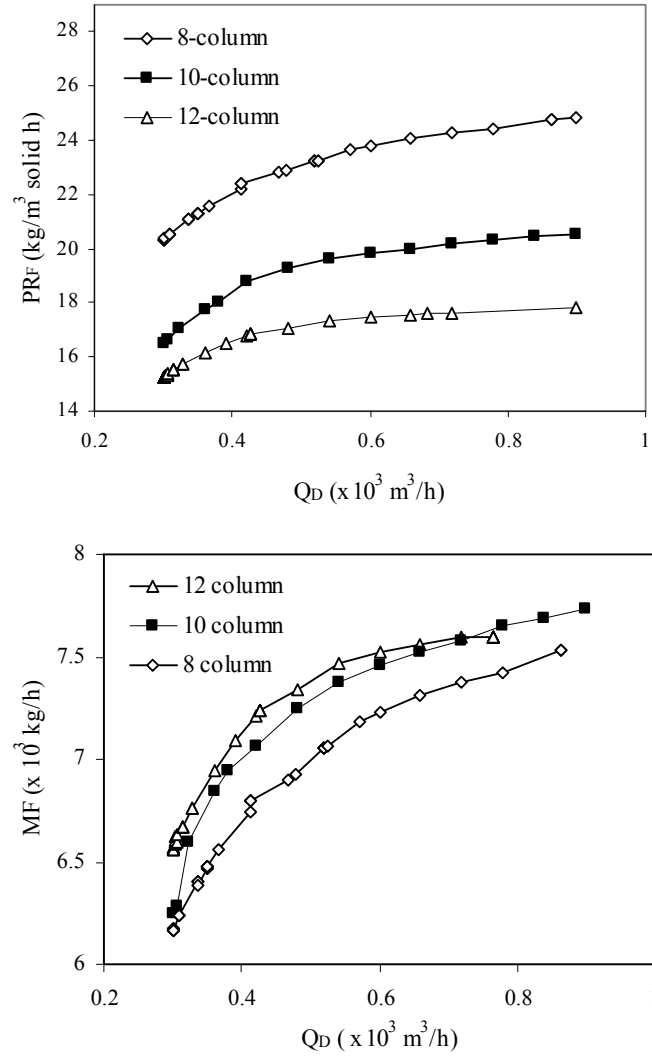 28
26
24
22
20
18
16
14
PRF (kg/m³ solid h)
8-column
10-column
12-column
0.2 0.4 0.6 0.8 1
QD (x 10³ m³/h)
8
7.5
7
6.5
6
MF (x 10³ kg/h)
12 column
10 column
8 column
0.2 0.4 0.6 0.8 1
QD ( x 10³ m³/h)